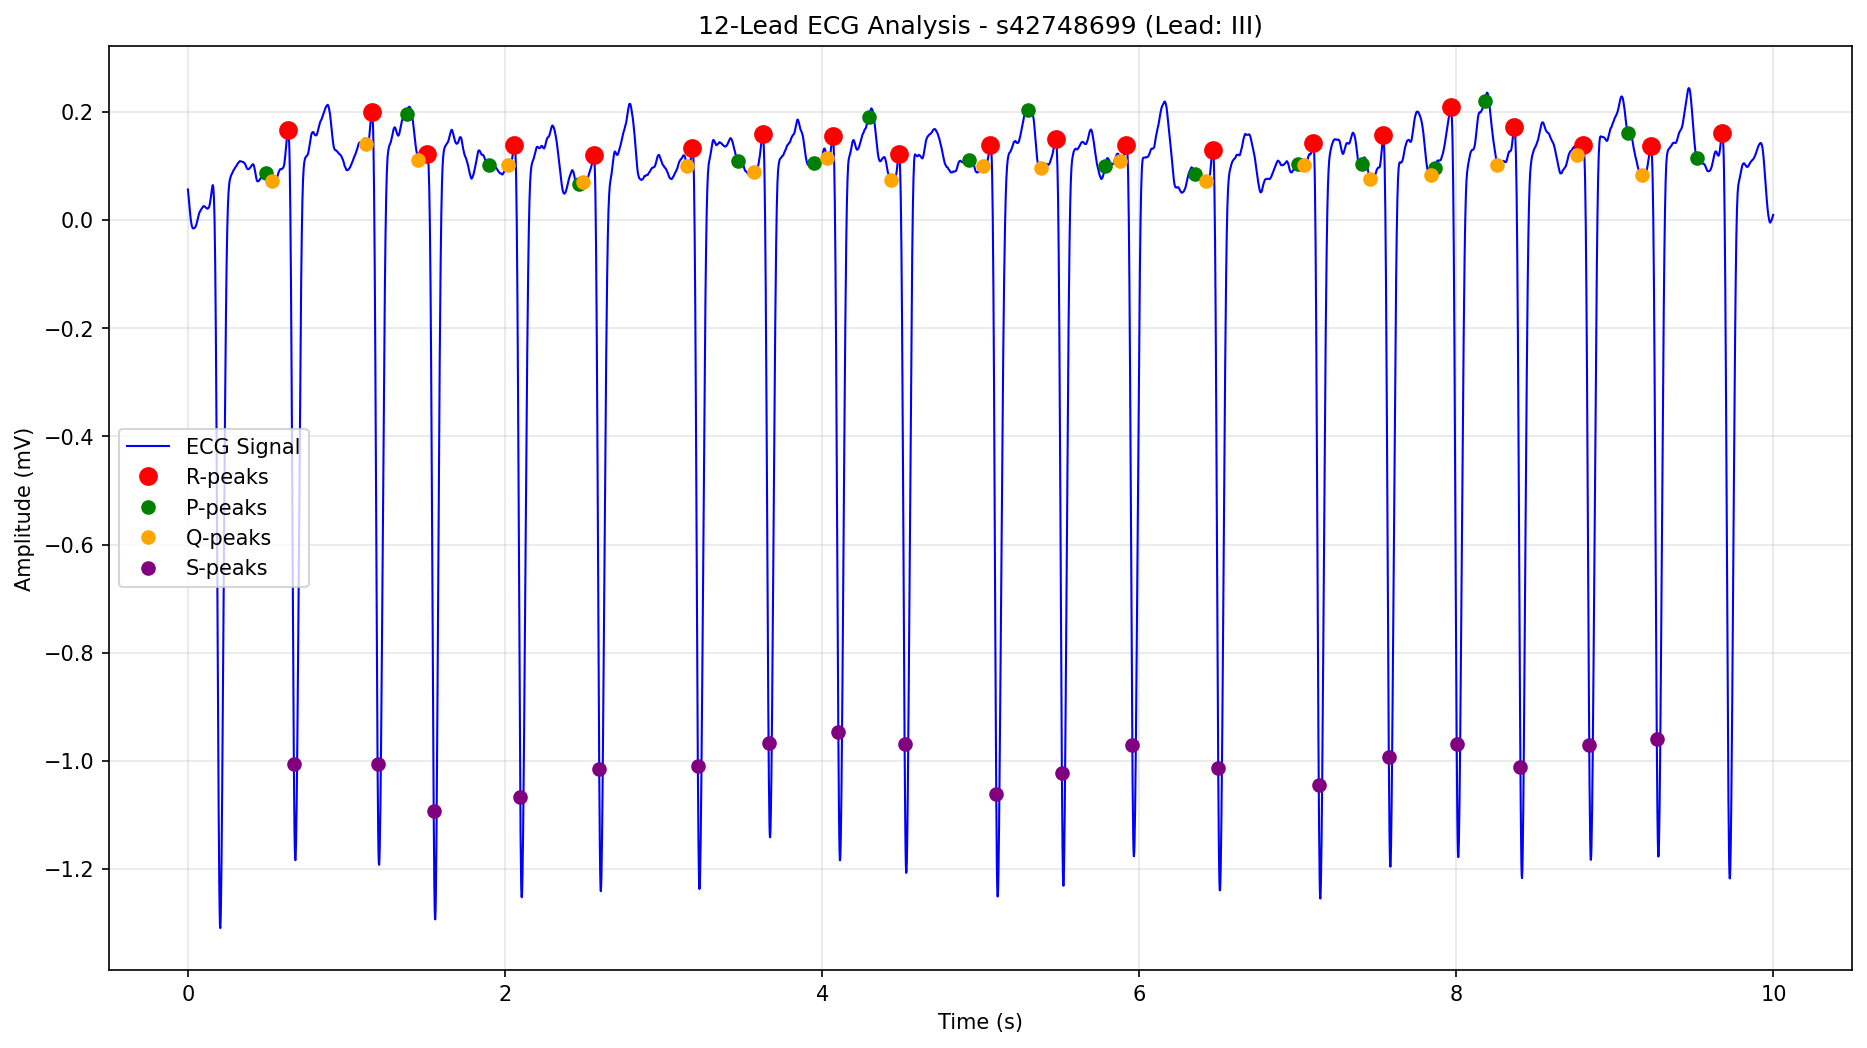 12-Lead ECG Analysis - s42748699 (Lead: III)
Amplitude (mV)
0.2
0.0
−0.2
−0.4
−0.6
−0.8
−1.0
−1.2
ECG Signal
R-peaks
P-peaks
Q-peaks
S-peaks
0 2 4 6 8 10
Time (s)